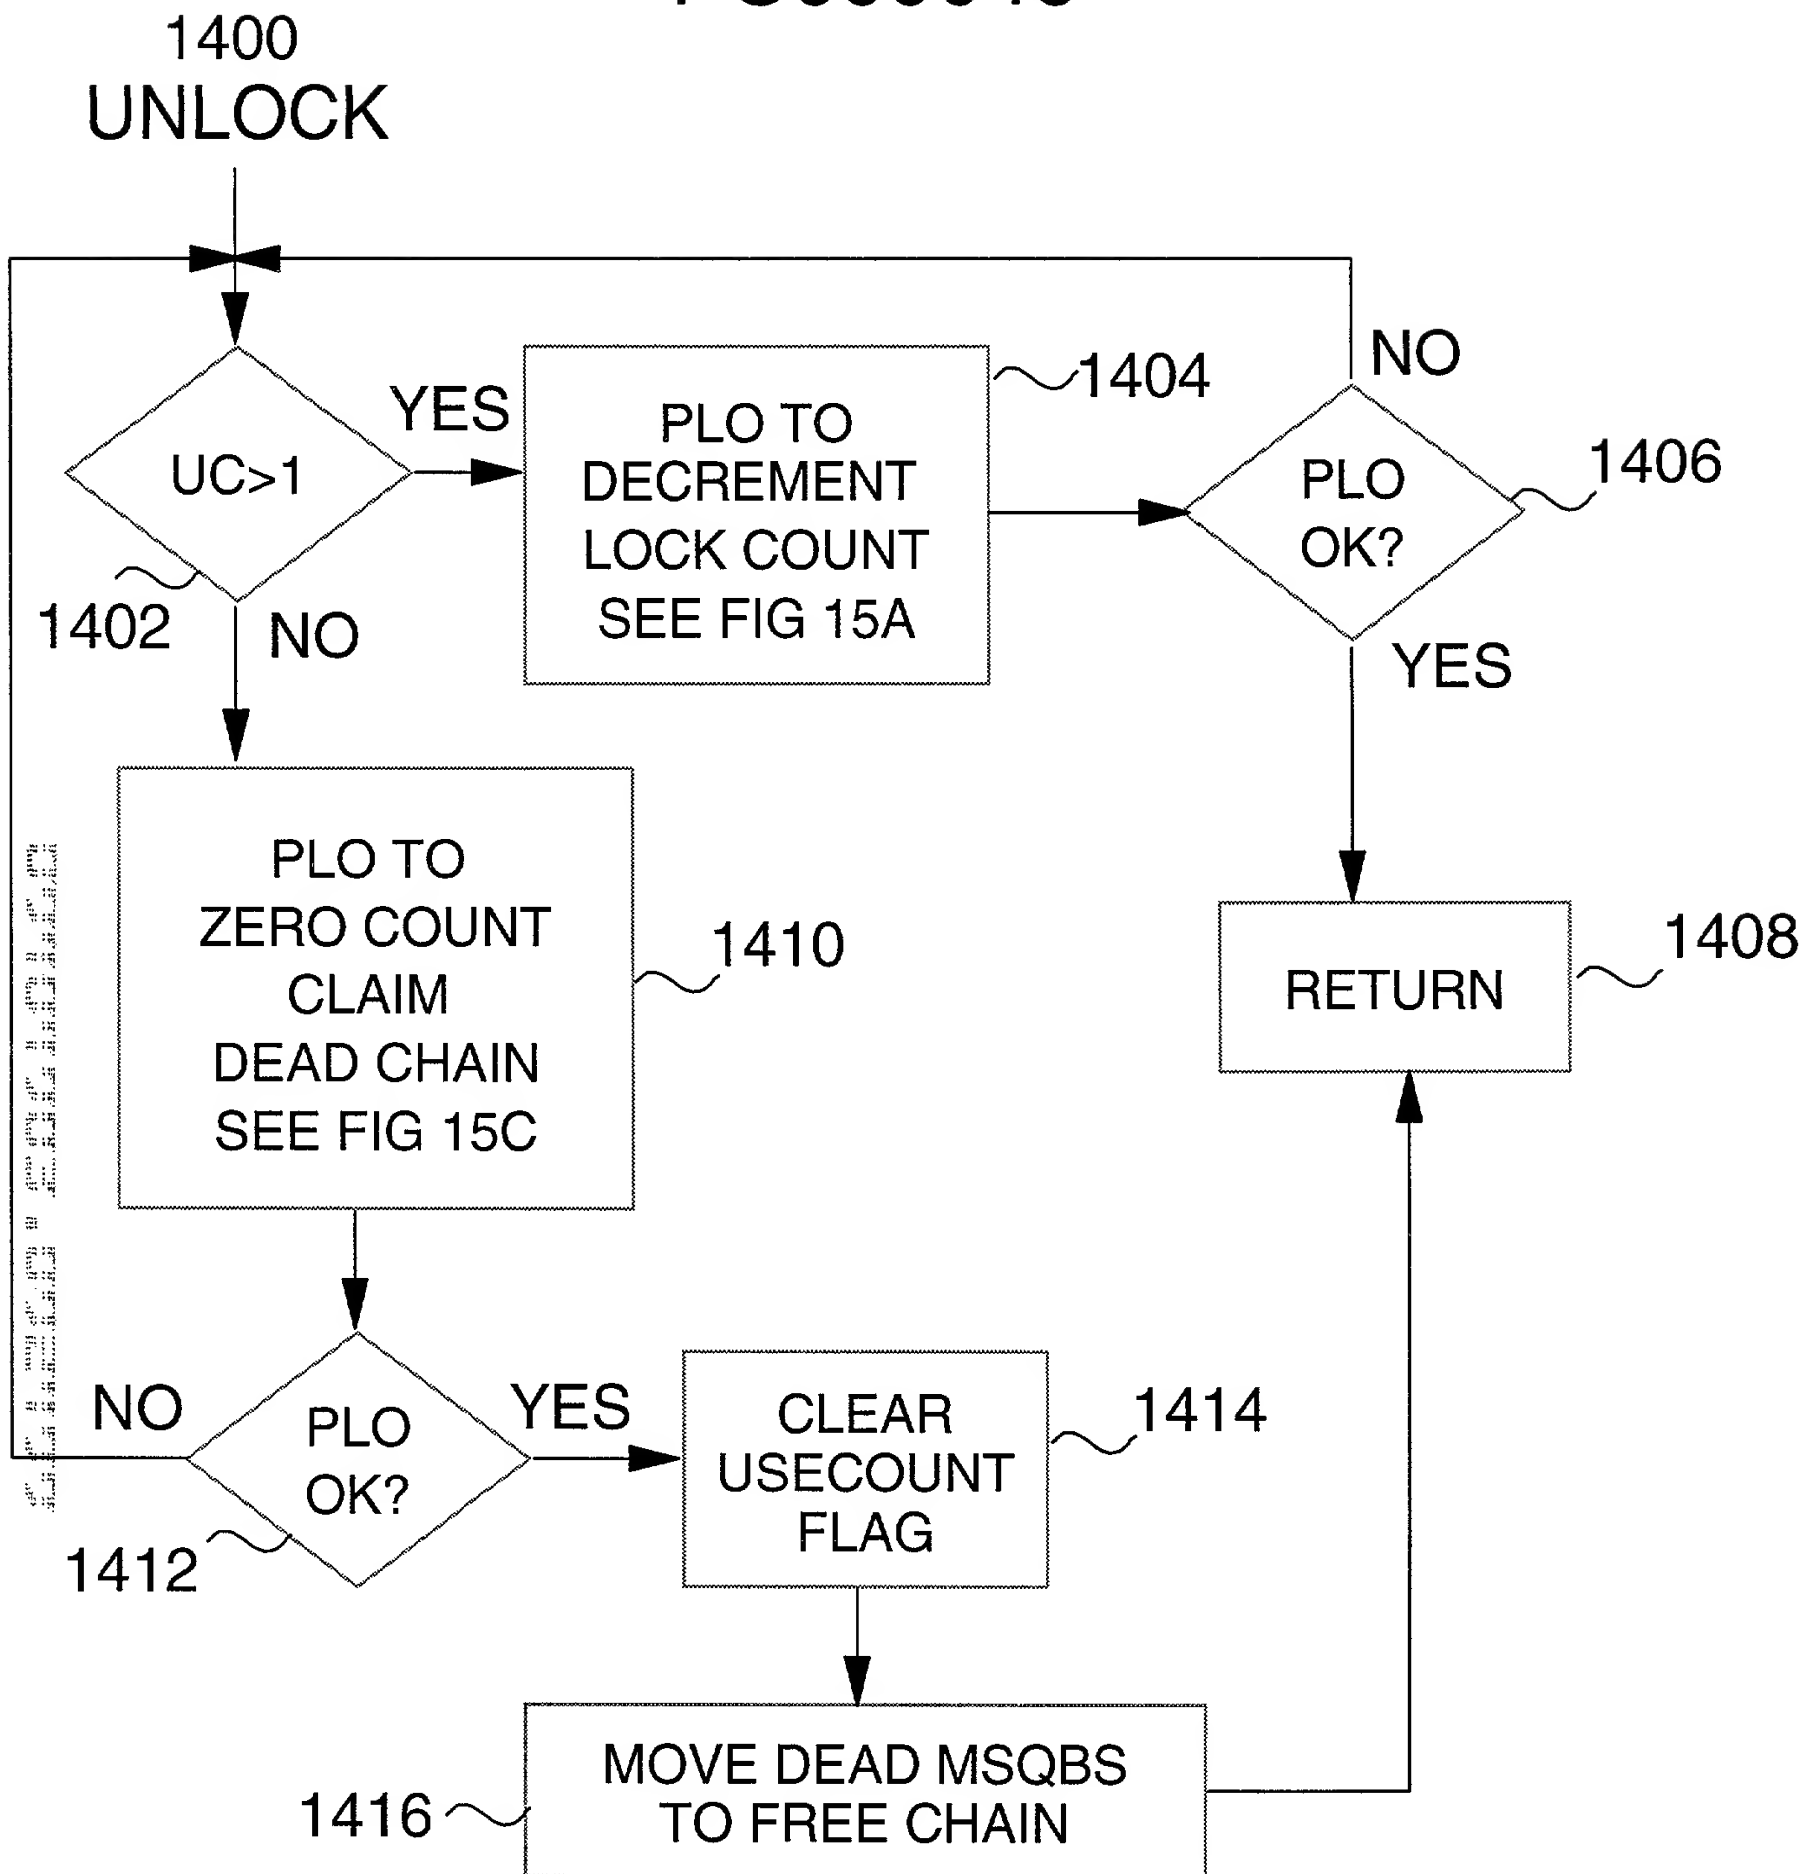 1400
UNLOCK
UC>1
YES
1402
NO
PLO TO
DECREMENT
LOCK COUNT
SEE FIG 15A
1404
NO
PLO
OK?
1406
YES
PLO TO
ZERO COUNT
CLAIM
DEAD CHAIN
SEE FIG 15C
1410
RETURN
1408
NO
PLO
OK?
YES
1412
CLEAR
USECOUNT
FLAG
1414
MOVE DEAD MSQBS
TO FREE CHAIN
1416